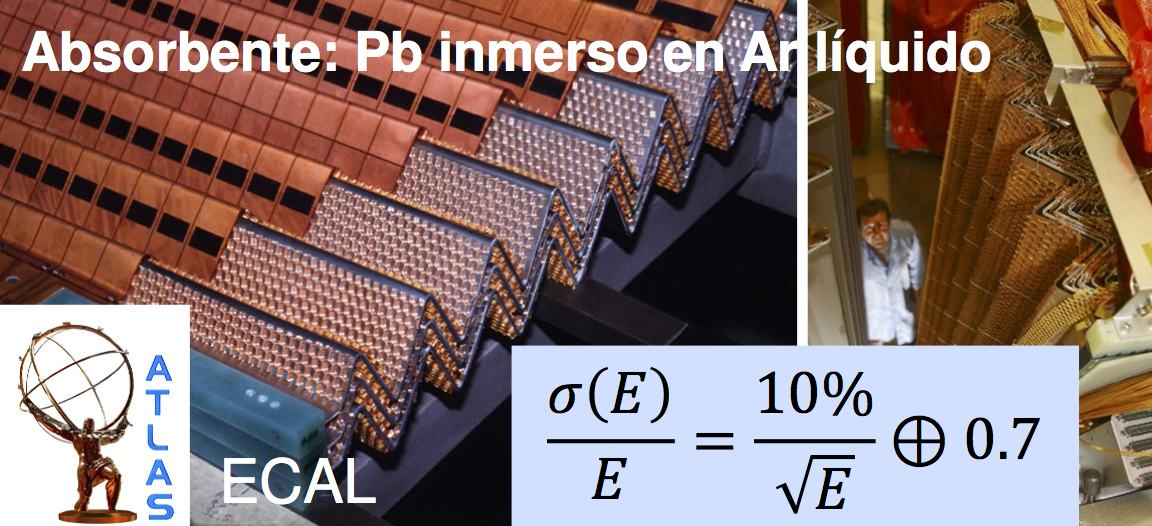 Absorbente: Pb inmerso en Ar líquido
ATLAS
ECAL
σ(E)/E = 10%/√E ⊕ 0.7